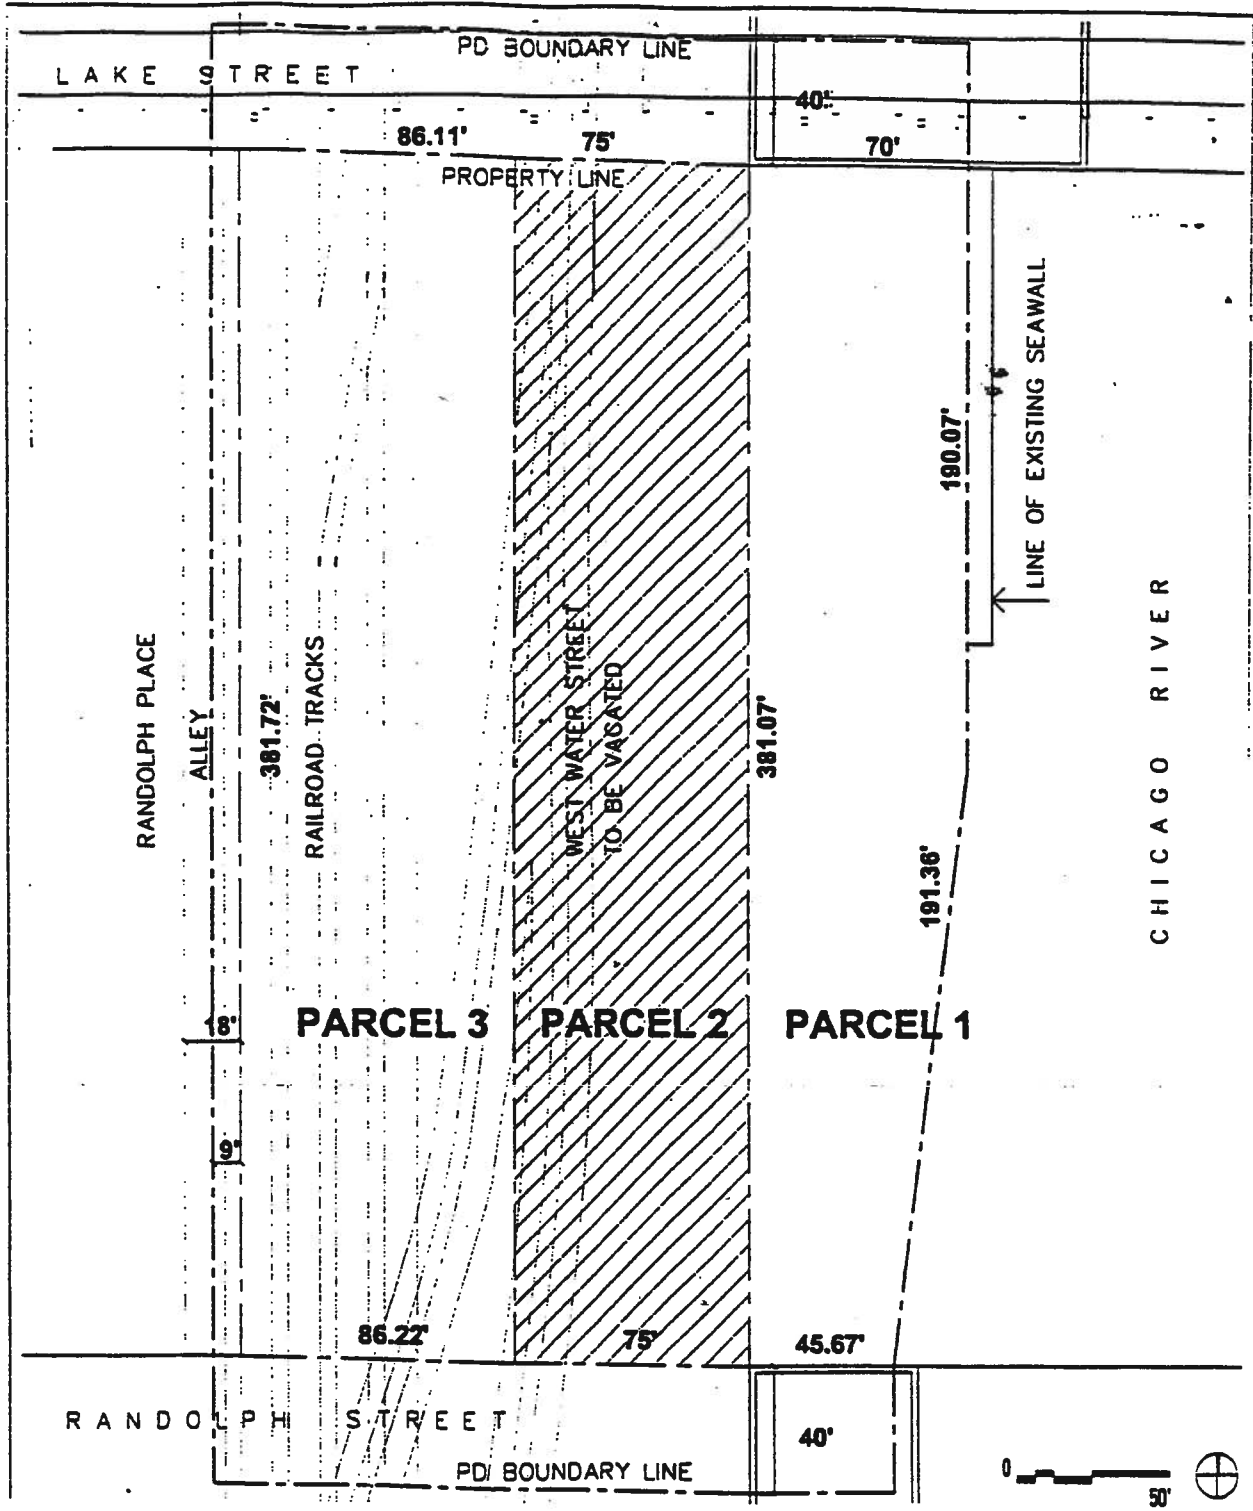 PD BOUNDARY LINE
LAKE STREET
40'
86.11'
75'
70'
PROPERTY LINE
LINE OF EXISTING SEAWALL
190.07'
RANDOLPH PLACE
ALLEY
381.72'
RAILROAD TRACKS
WEST WATER STREET
TO BE VACATED
381.07'
191.36'
CHICAGO RIVER
18'
PARCEL 3
PARCEL 2
PARCEL 1
9'
86.22'
75'
45.67'
RANDOLPH STREET
40'
PD BOUNDARY LINE
0
50'